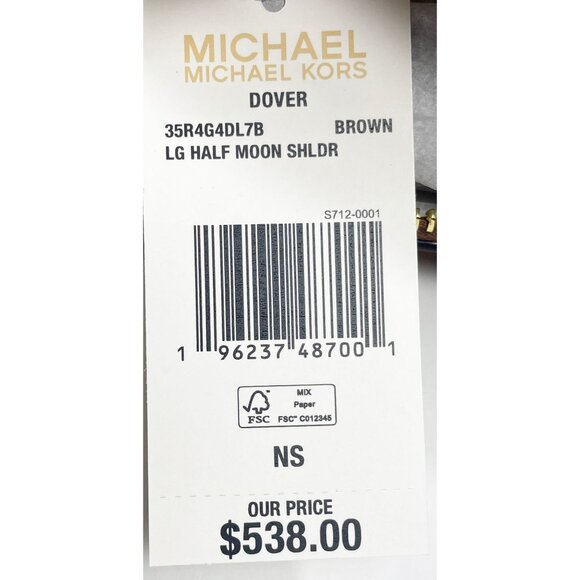 MICHAEL
MICHAEL KORS
DOVER
35R4G4DL7B BROWN
LG HALF MOON SHLDR
S712-0001
1 96237 48700 1
FSC
MIX
Paper
FSC™ C012345
NS
OUR PRICE
$538.00